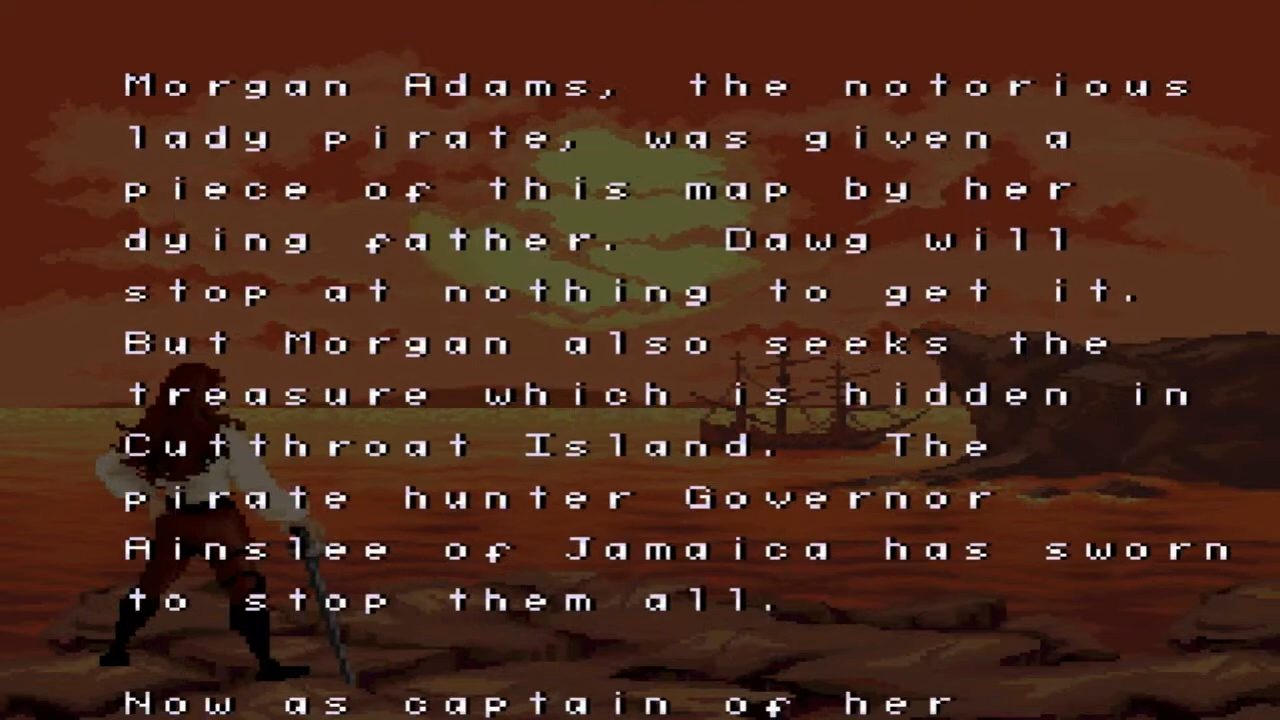 Morgan Adams, the notorious
lady pirate, was given a
piece of this map by her
dying father. Dawg will
stop at nothing to get it.
But Morgan also seeks the
treasure which is hidden in
Cutthroat Island. The
pirate hunter Governor
Ainslee of Jamaica has sworn
to stop them all.
Now as captain of her